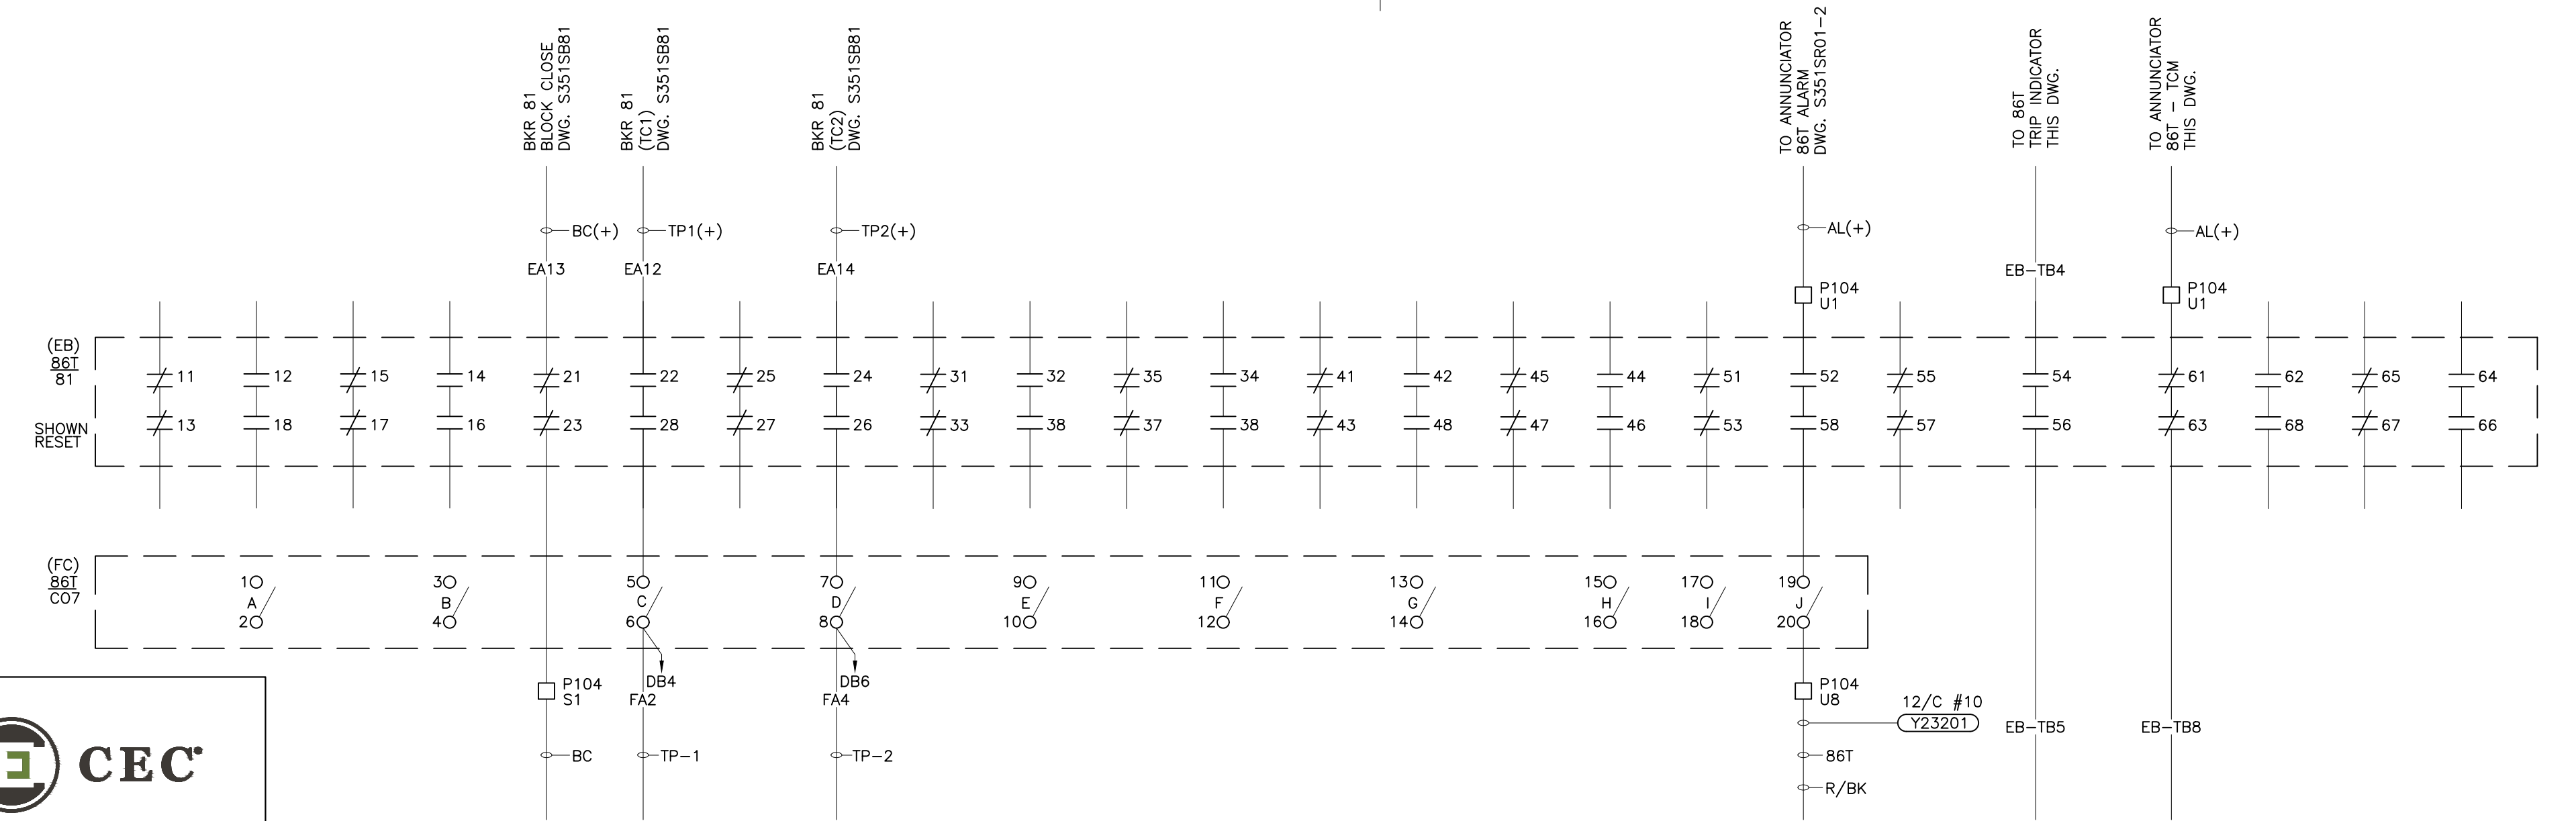 BKR 81
BLOCK CLOSE
DWG. S351SB81
BKR 81
(TC1)
DWG. S351SB81
BKR 81
(TC2)
DWG. S351SB81
TO ANNUNCIATOR
86T ALARM
DWG. S351SR01-2
TO 86T
TRIP INDICATOR
THIS DWG.
TO ANNUNCIATOR
86T - TCM
THIS DWG.
BC(+) TP1(+) TP2(+) AL(+) AL(+)
EA13 EA12 EA14 EB-TB4
P104 P104
U1 U1
(EB)
86T
81
11 12 15 14 21 22 25 24 31 32 35 34 41 42 45 44 51 52 55 54 61 62 65 64
13 18 17 16 23 28 27 26 33 38 37 38 43 48 47 46 53 58 57 56 63 68 67 66
SHOWN
RESET
(FC)
86T
C07
1 3 5 7 9 11 13 15 17 19
A B C D E F G H I J
2 4 6 8 10 12 14 16 18 20
DB4 DB6
P104 P104
S1 U8
FA2 FA4
12/C #10
Y23201
EB-TB5 EB-TB8
BC TP-1 TP-2 86T
R/BK
CEC